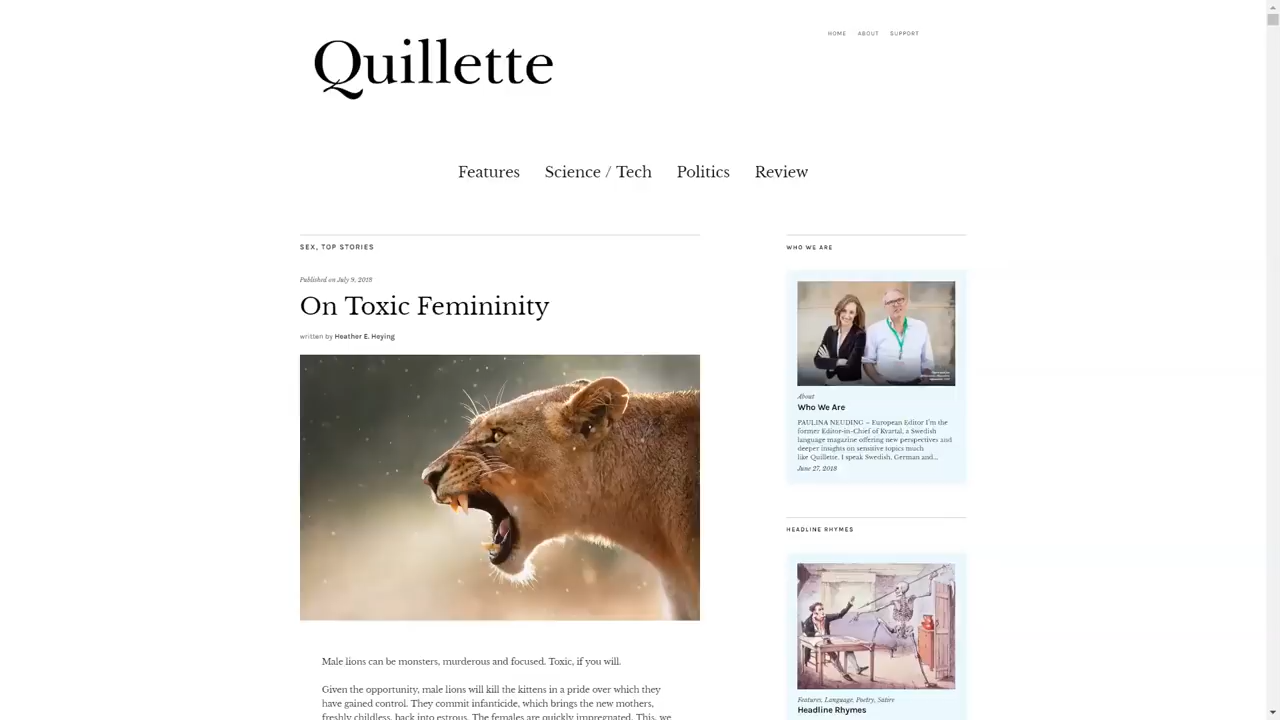 Quillette
HOME ABOUT SUPPORT
Features Science / Tech Politics Review
SEX, TOP STORIES
Published on July 9, 2018
On Toxic Femininity
written by Heather E. Heying
Male lions can be monsters, murderous and focused. Toxic, if you will.
Given the opportunity, male lions will kill the kittens in a pride over which they
have gained control. They commit infanticide, which brings the new mothers,
freshly childless, back into estrous. The females are quickly impregnated. This, we
WHO WE ARE
About
Who We Are
PAULINA NEUDING – European Editor I'm the
former Editor-in-Chief of Kvartal, a Swedish
language magazine offering new perspectives and
deeper insights on sensitive topics much
like Quillette. I speak Swedish, German and...
June 27, 2018
HEADLINE RHYMES
Features, Language, Poetry, Satire
Headline Rhymes